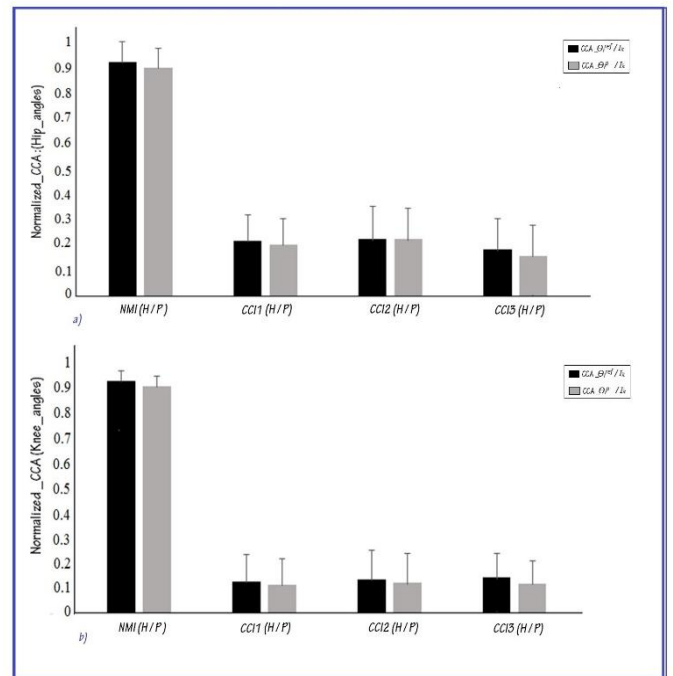 Normalized_CCA:(Hip_angles)
1
0.9
0.8
0.7
0.6
0.5
0.4
0.3
0.2
0.1
0
NMI (H / P)
CCI1 (H / P)
CCI2 (H / P)
CCI3 (H / P)
a)
Normalized_CCA (Knee_angles)
1
0.9
0.8
0.7
0.6
0.5
0.4
0.3
0.2
0.1
0
NMI (H / P)
CCI1 (H / P)
CCI2 (H / P)
CCI3 (H / P)
b)